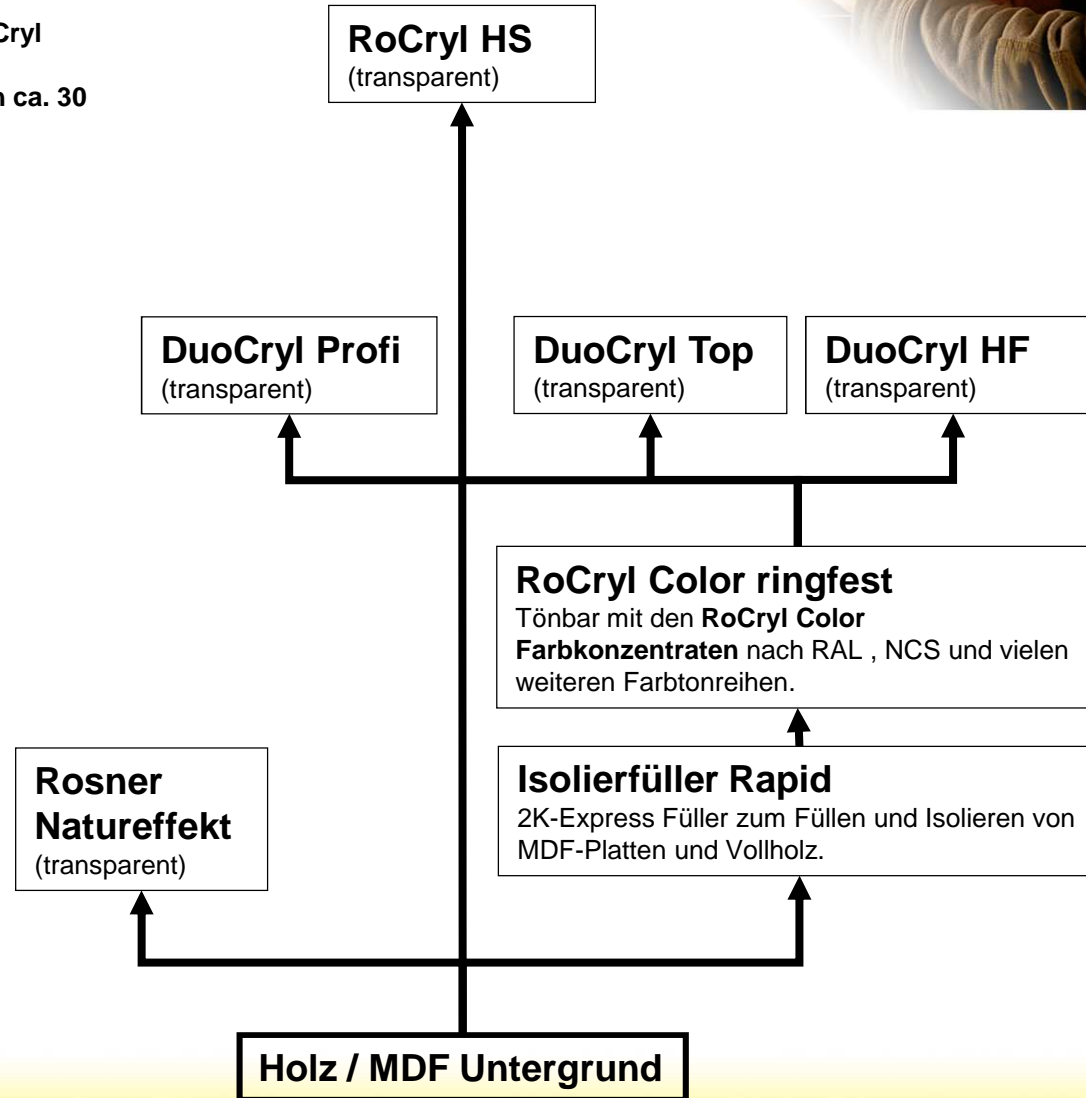 Cryl
n ca. 30
RoCryl HS
(transparent)
DuoCryl Profi
(transparent)
DuoCryl Top
(transparent)
DuoCryl HF
(transparent)
RoCryl Color ringfest
Tönbar mit den RoCryl Color
Farbkonzentraten nach RAL , NCS und vielen
weiteren Farbtonreihen.
Rosner
Natureffekt
(transparent)
Isolierfüller Rapid
2K-Express Füller zum Füllen und Isolieren von
MDF-Platten und Vollholz.
Holz / MDF Untergrund